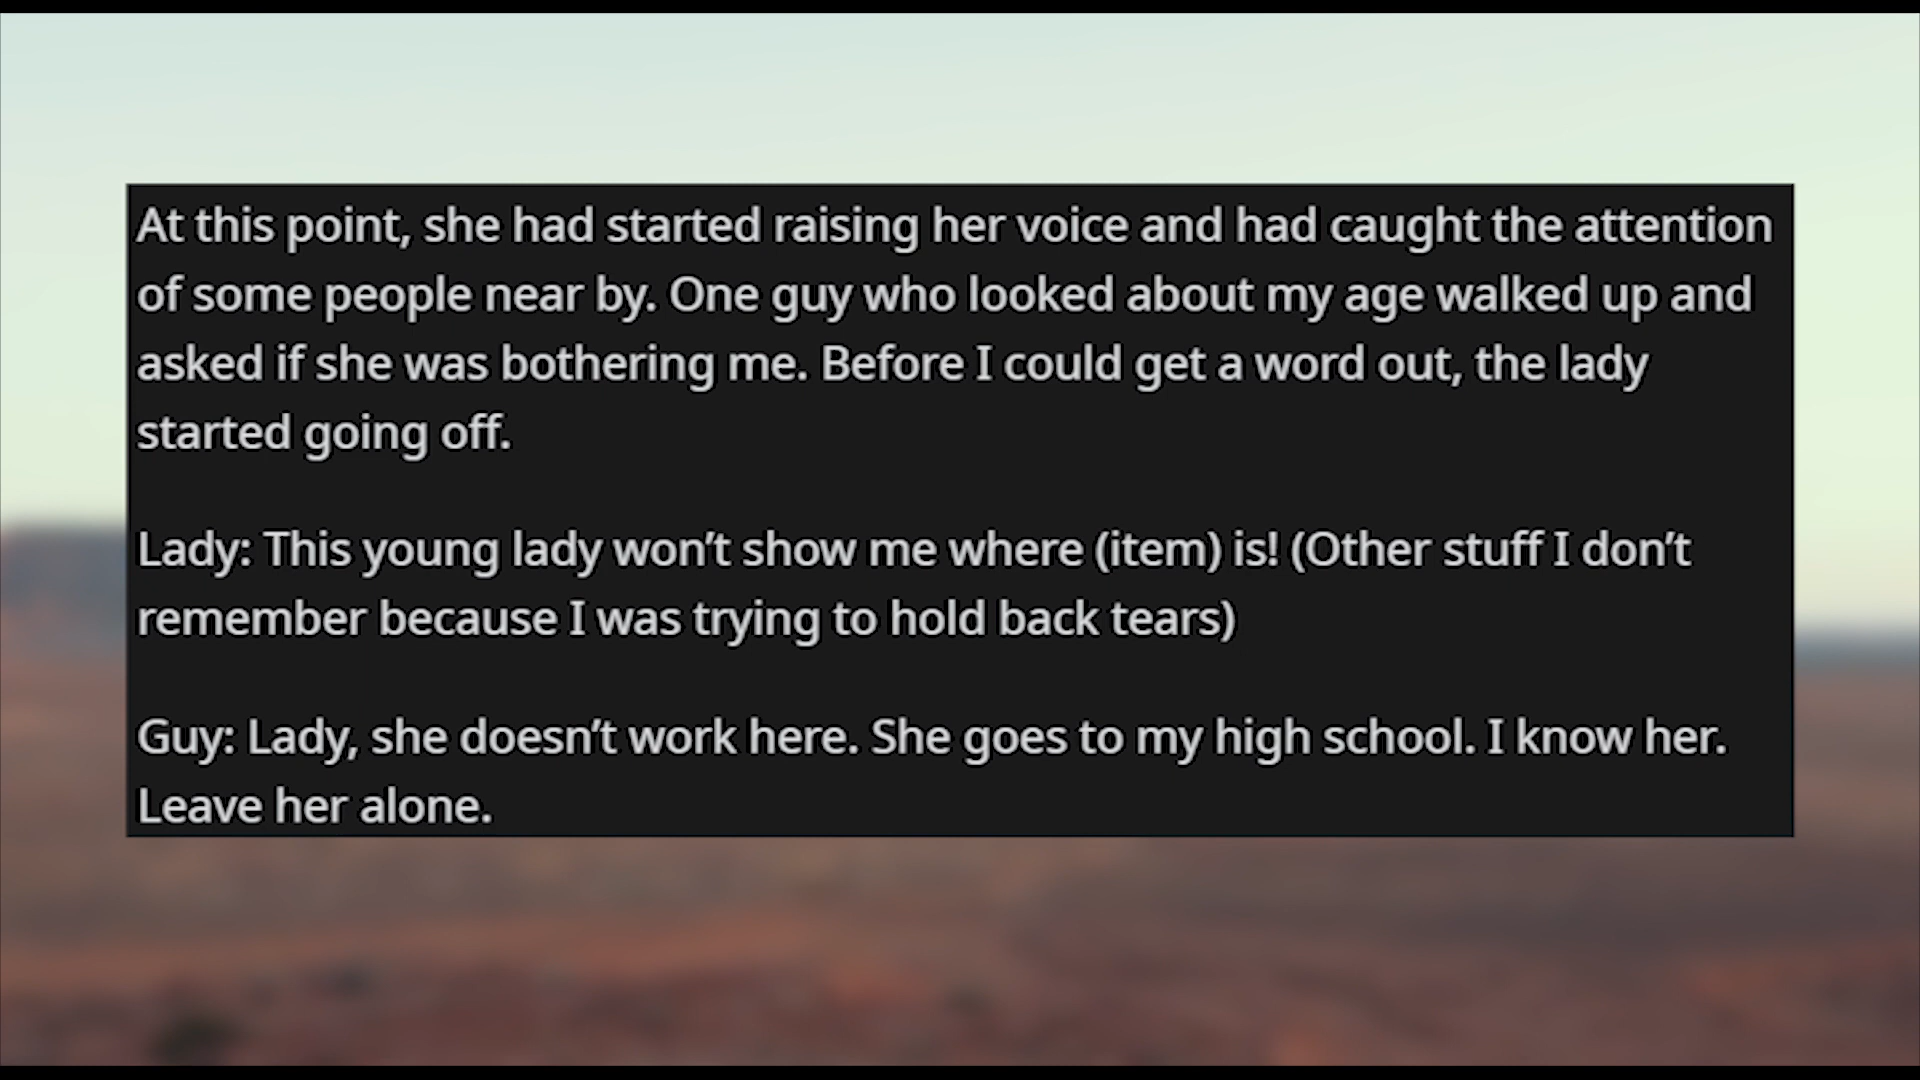 At this point, she had started raising her voice and had caught the attention
of some people near by. One guy who looked about my age walked up and
asked if she was bothering me. Before I could get a word out, the lady
started going off.
Lady: This young lady won’t show me where (item) is! (Other stuff I don’t
remember because I was trying to hold back tears)
Guy: Lady, she doesn’t work here. She goes to my high school. I know her.
Leave her alone.